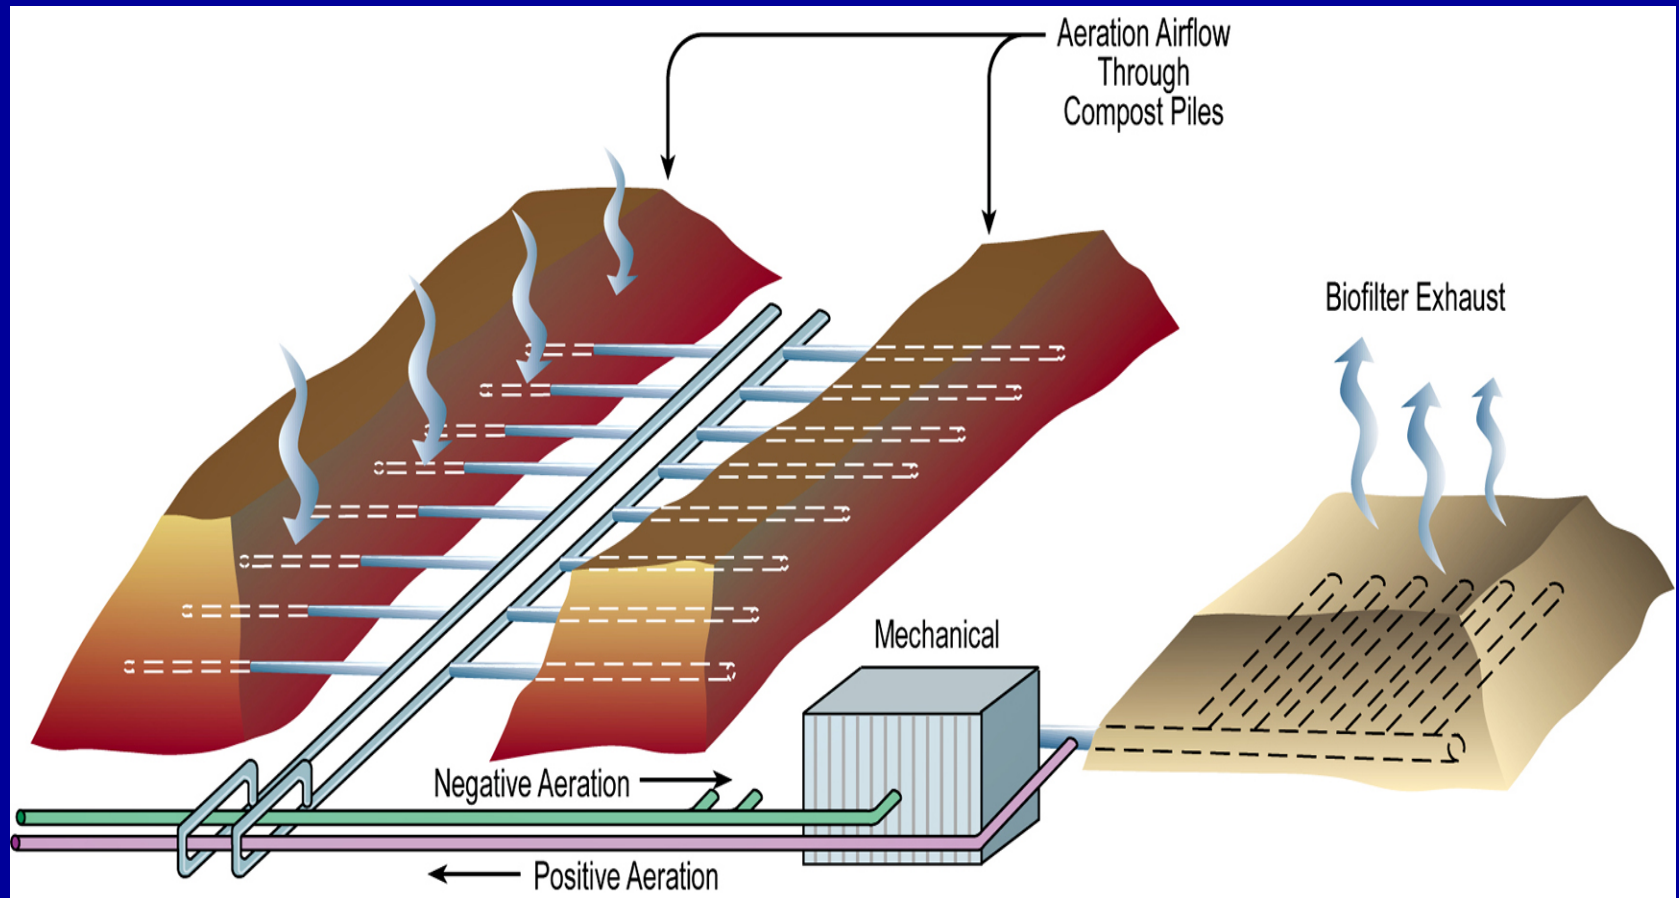 Aeration Airflow
Through
Compost Piles
Biofilter Exhaust
Mechanical
Negative Aeration
Positive Aeration